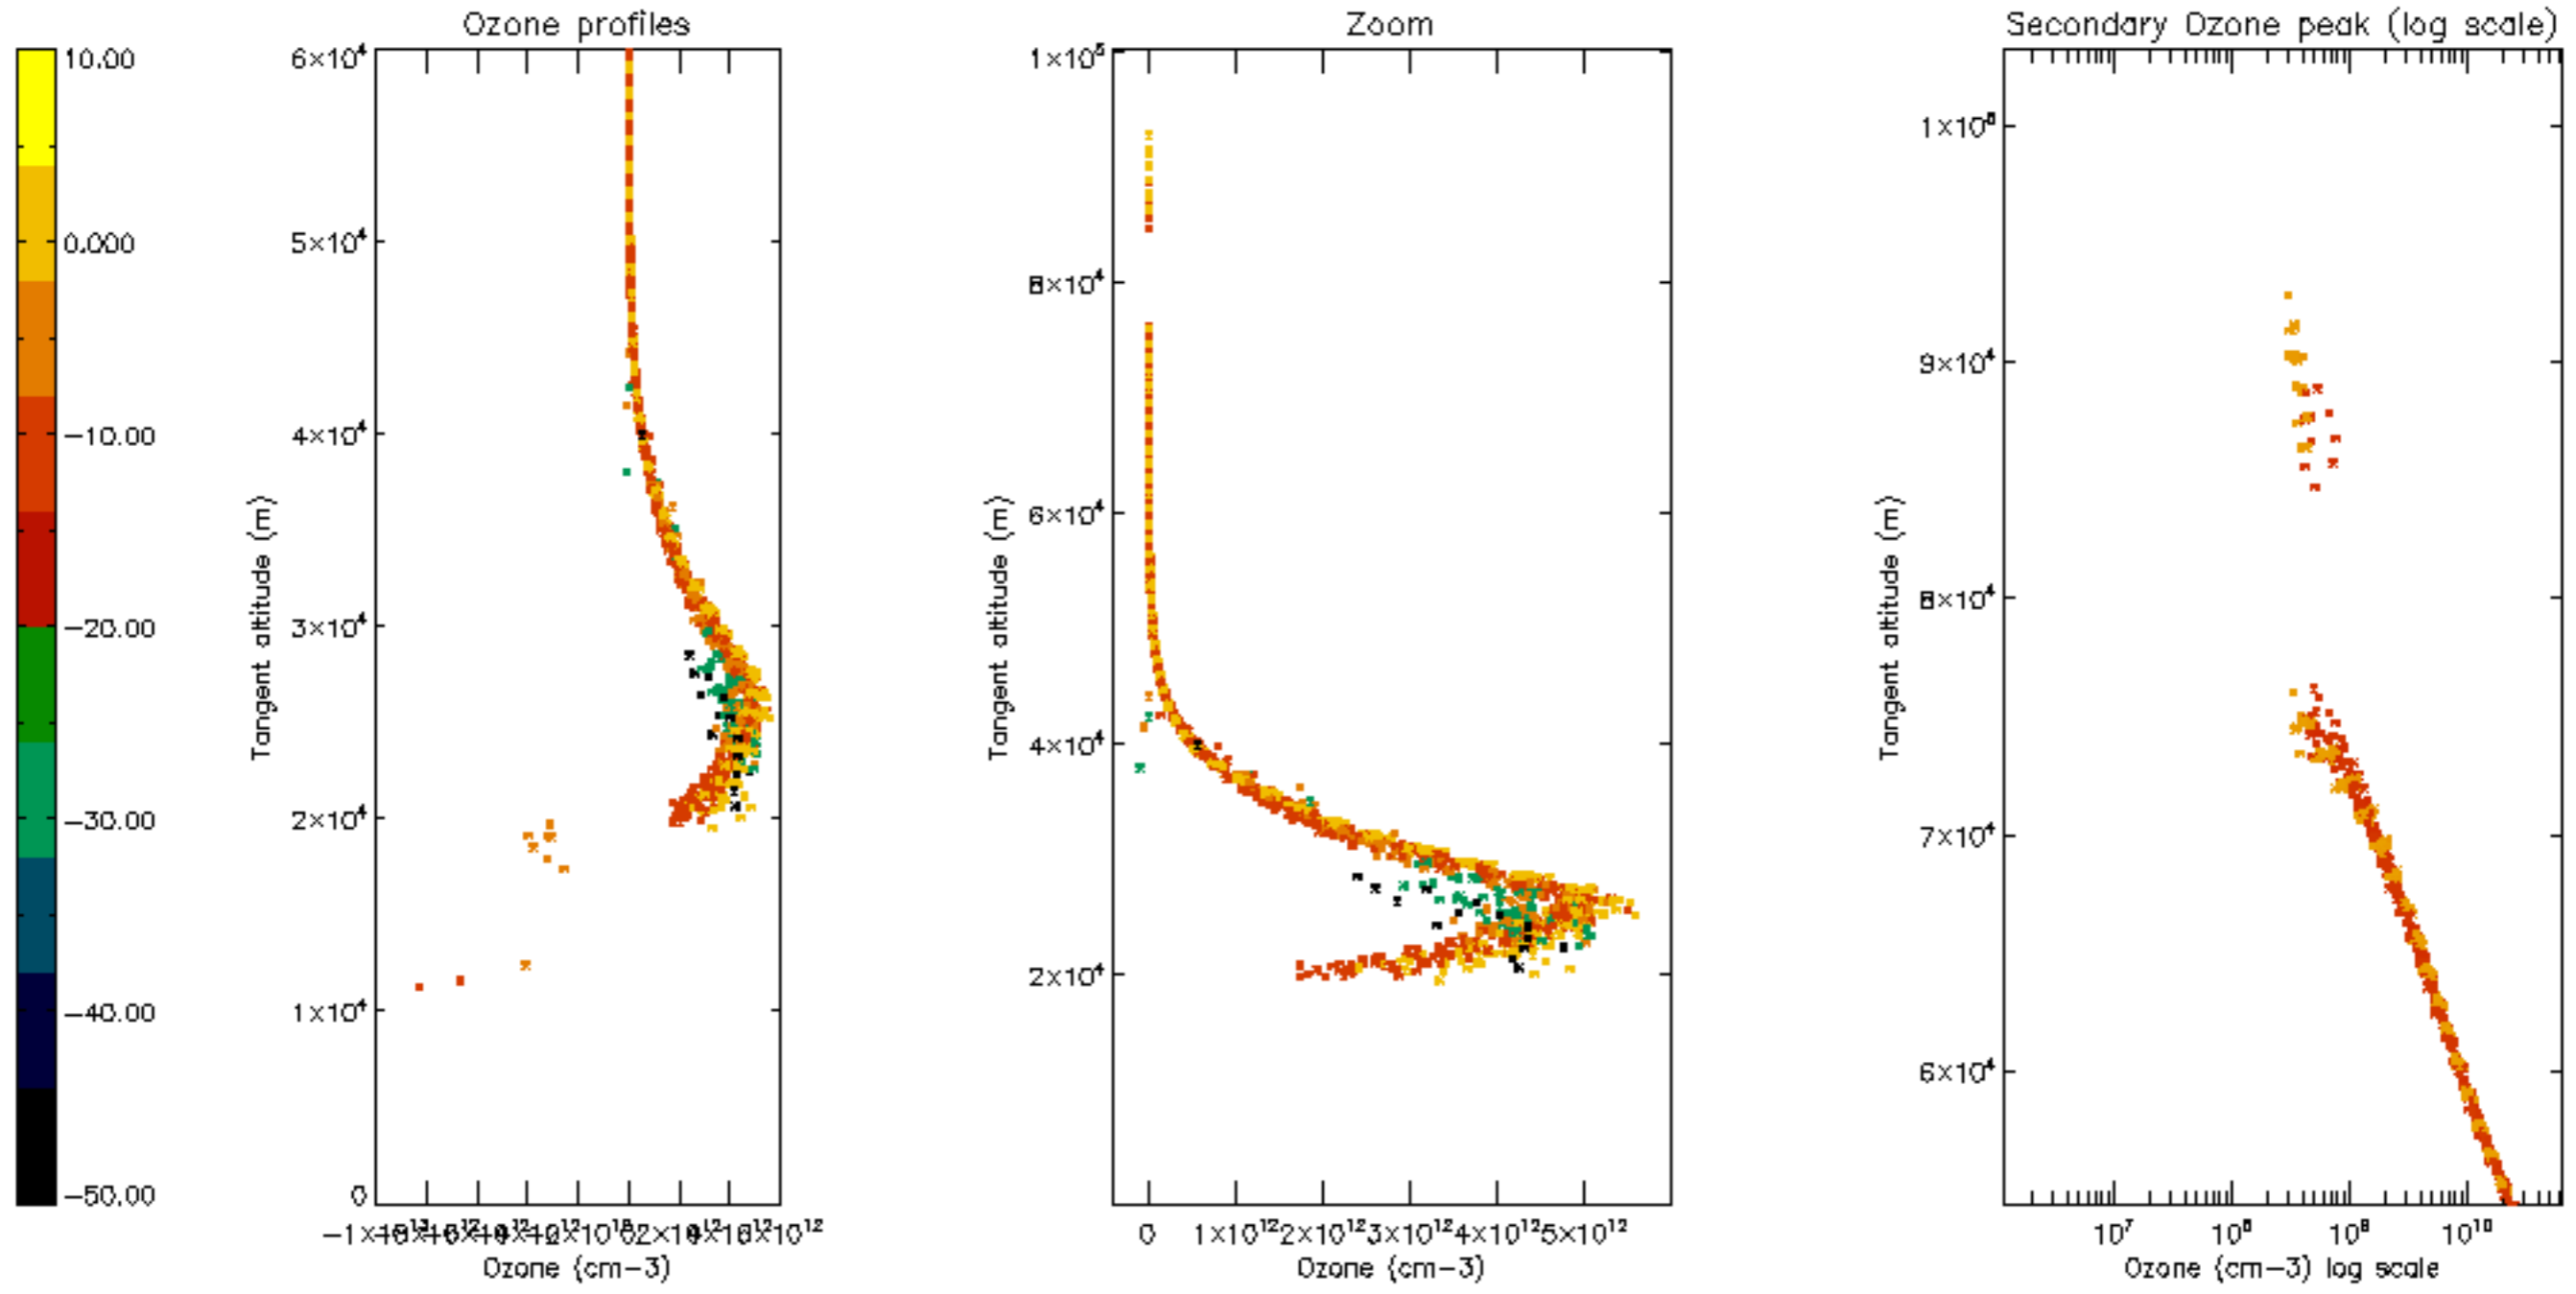 Ozone profiles
Zoom
Secondary Ozone peak (log scale)
10.00
0.000
−10.00
−20.00
−30.00
−40.00
−50.00
6×10⁴
5×10⁴
4×10⁴
3×10⁴
2×10⁴
1×10⁴
0
Tangent altitude (m)
Ozone (cm−3)
1×10⁵
8×10⁴
6×10⁴
4×10⁴
2×10⁴
Tangent altitude (m)
0 1×10¹² 2×10¹² 3×10¹² 4×10¹² 5×10¹²
Ozone (cm−3)
1×10⁵
9×10⁴
8×10⁴
7×10⁴
6×10⁴
Tangent altitude (m)
10⁷ 10⁸ 10⁹ 10¹⁰
Ozone (cm−3) log scale